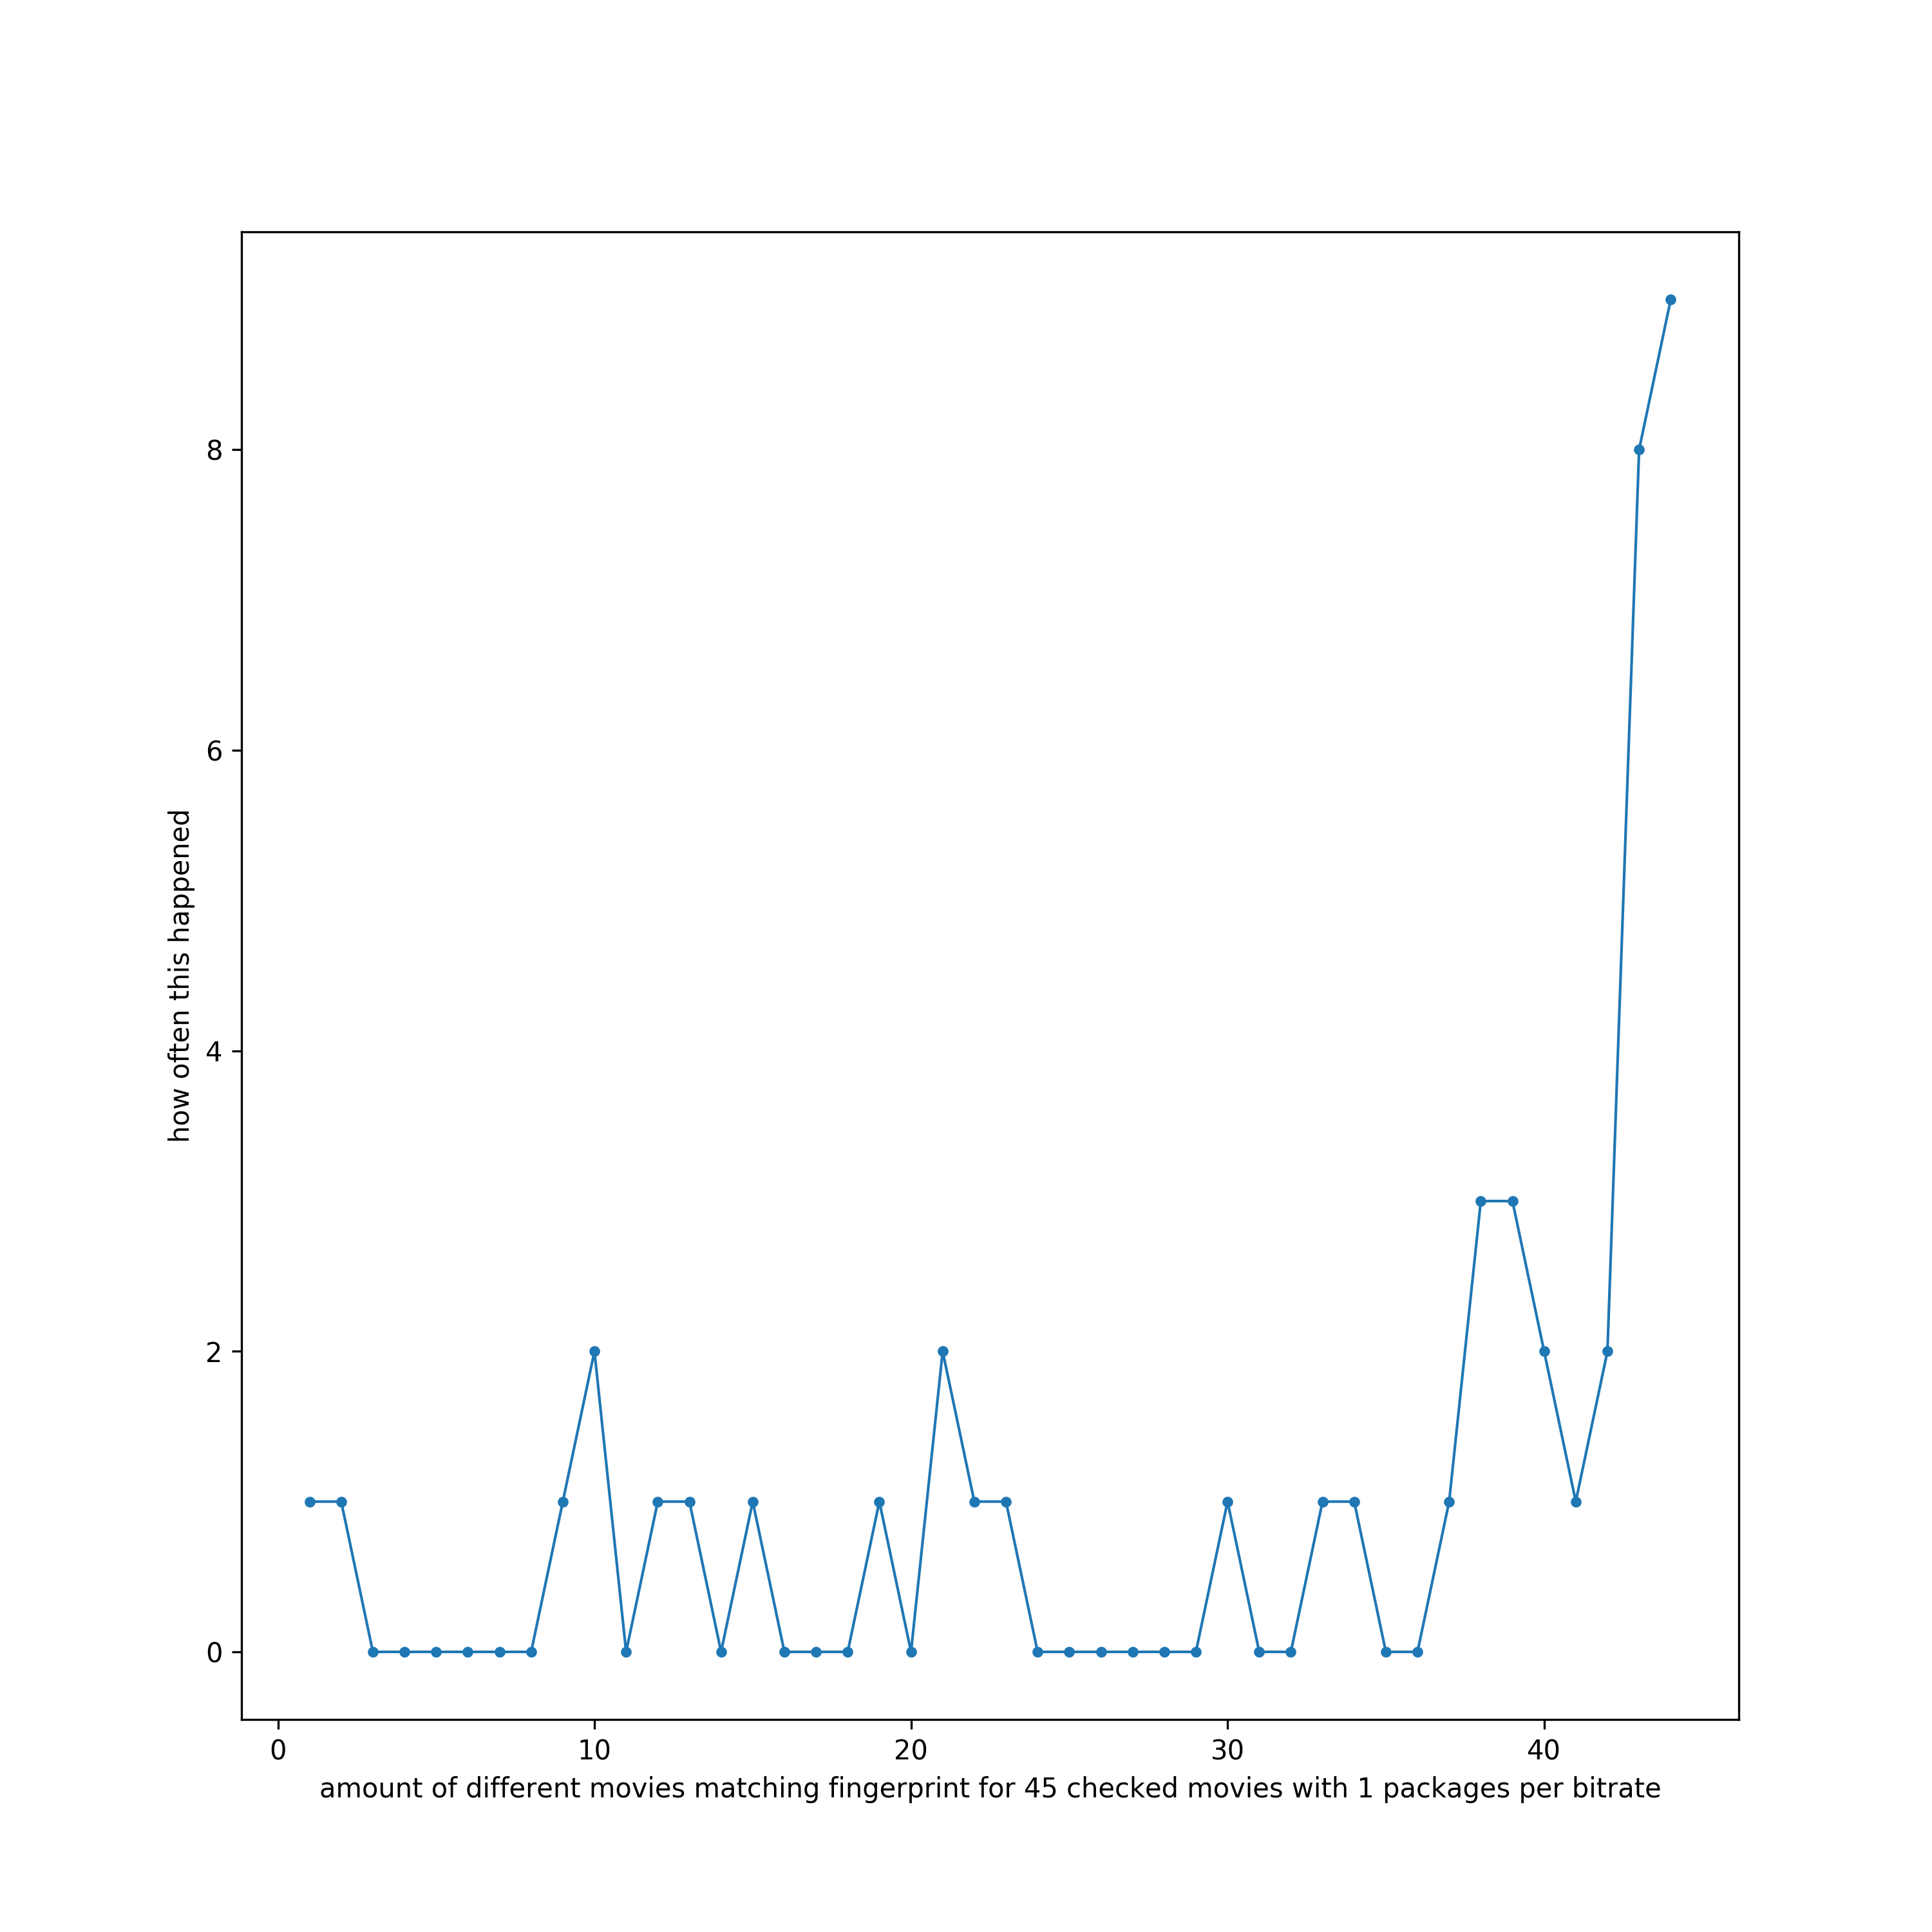 8
6
4
2
0
how often this happened
0 10 20 30 40
amount of different movies matching fingerprint for 45 checked movies with 1 packages per bitrate